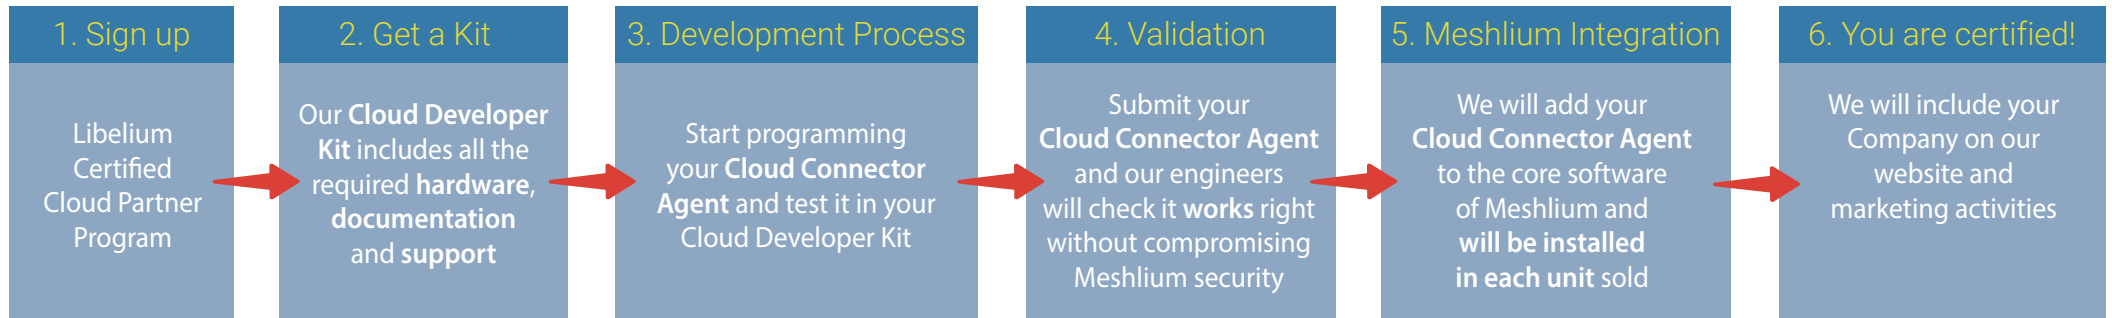 1. Sign up
Libelium
Certified
Cloud Partner
Program
2. Get a Kit
Our Cloud Developer
Kit includes all the
required hardware,
documentation
and support
3. Development Process
Start programming
your Cloud Connector
Agent and test it in your
Cloud Developer Kit
4. Validation
Submit your
Cloud Connector Agent
and our engineers
will check it works right
without compromising
Meshlium security
5. Meshlium Integration
We will add your
Cloud Connector Agent
to the core software
of Meshlium and
will be installed
in each unit sold
6. You are certified!
We will include your
Company on our
website and
marketing activities